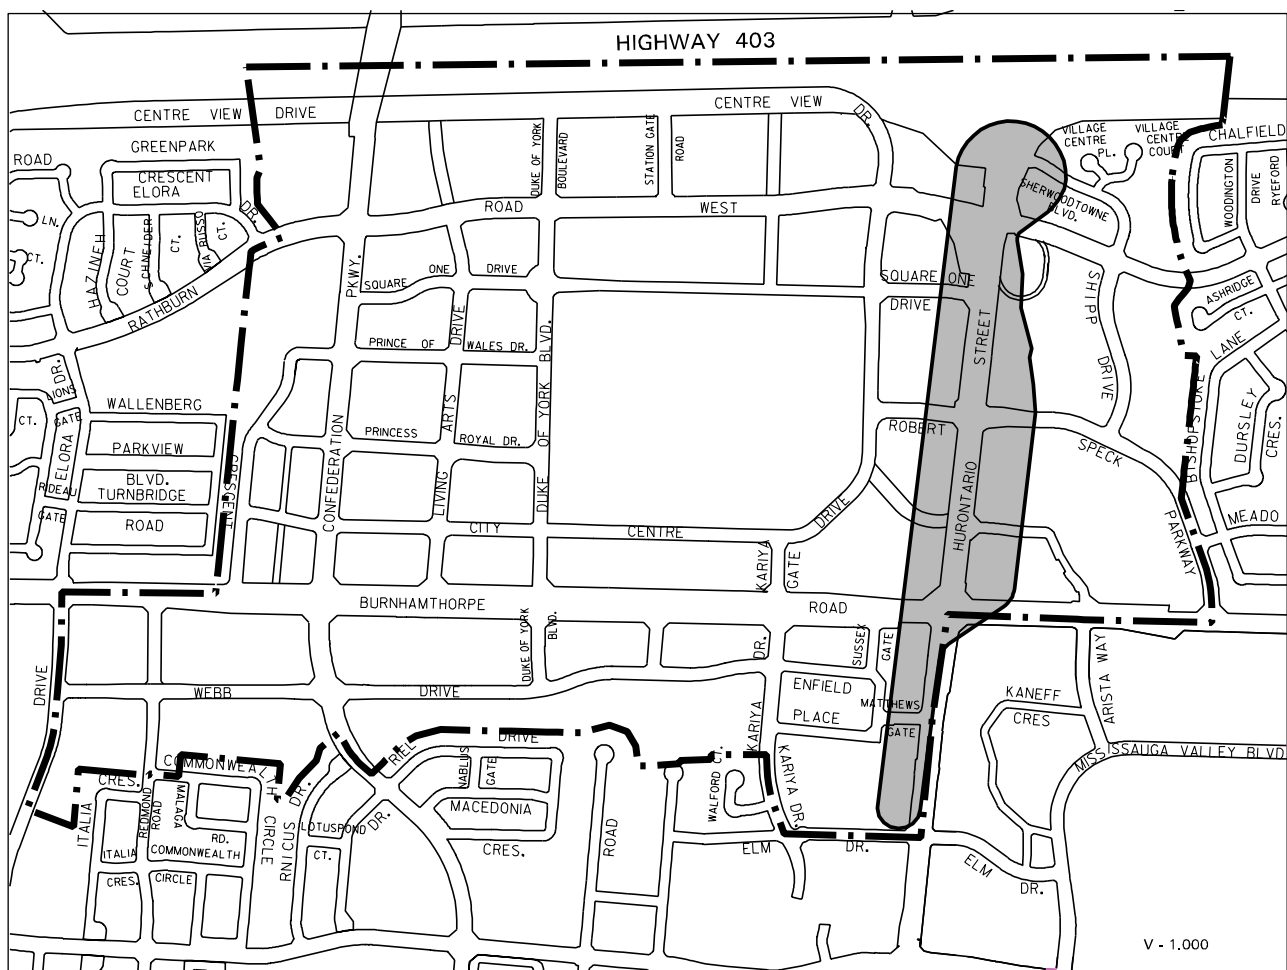 HIGHWAY 403
CENTRE VIEW DRIVE
CENTRE VIEW DR.
GREENPARK
ROAD
CRESCENT
ELORA
DR.
LN.
CT.
HAZINEH
COURT
SCHNEIDER
CT.
VIA RUSSO
CT.
RATHBURN
ROAD
WEST
DUKE OF YORK
BOULEVARD
STATION GATE
ROAD
VILLAGE
CENTRE
PL.
VILLAGE
CENTRE
COURT
CHALFIELD
WOODINGTON
DRIVE
RYEFORD
SHERWOODTOWNE
BLVD.
PKWY.
SQUARE ONE DRIVE
SQUARE ONE
DRIVE
SHIPP
DRIVE
ASHRIDGE
CT.
LANE
PRINCE OF WALES DR.
DRIVE
ARTS
LIVING
DUKE OF YORK BLVD.
STREET
HURONTARIO
DR.
LIONS
GATE
CT.
ELORA
RIDEAU
GATE
WALLENBERG
PARKVIEW
BLVD.
TURNBRIDGE
ROAD
CRESCENT
CONFEDERATION
PRINCESS ROYAL DR.
ROBERT
SPECK
PARKWAY
BISHOPSTOKE
DURSLEY
CRES.
MEADO
CITY CENTRE DRIVE
KARIYA
GATE
BURNHAMTHORPE ROAD
DUKE OF YORK
BLVD.
DR.
SUSSEX
GATE
ARISTA WAY
DRIVE
WEBB DRIVE
ENFIELD
PLACE
MATTHEWS
GATE
KANEFF
CRES
MISSISSAUGA VALLEY BLVD
KARIYA
KARIYA DR.
WALFORD CT.
COMMONWEALTH
CIRCLE
CRES.
ITALIA
REDMOND
ROAD
MALAGA
RD.
COMMONWEALTH
CIRCLE
ITALIA
CRES.
DR.
SUCINR
LOTUSPOND
CT.
DR.
RIEL
DRIVE
NABLUS
GATE
MACEDONIA
CRES.
ROAD
ELM DR.
ELM
DR.
V - 1.000